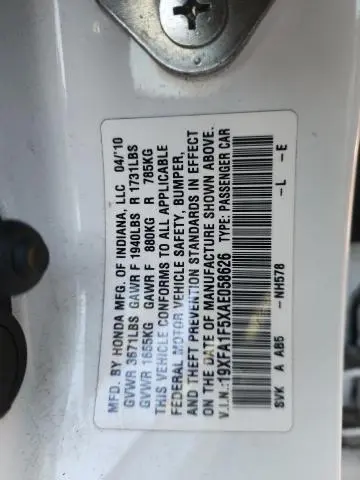 MFD. BY HONDA MFG. OF INDIANA, LLC 04/'10
GVWR 3671LBS GAWR F 1940LBS R 1731LBS
GVWR 1665KG GAWR F 880KG R 785KG
THIS VEHICLE CONFORMS TO ALL APPLICABLE
FEDERAL MOTOR VEHICLE SAFETY, BUMPER,
AND THEFT PREVENTION STANDARDS IN EFFECT
ON THE DATE OF MANUFACTURE SHOWN ABOVE.
V.I.N.:19XFA1F5XAE058626 TYPE: PASSENGER CAR
SVK A AB5 -NH578 -L -E